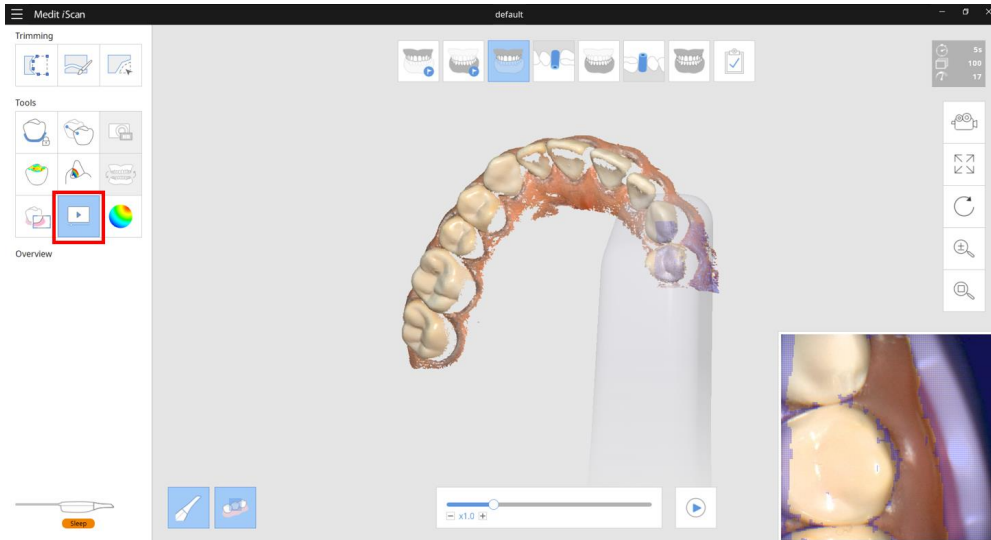 Medit iScan
default
Trimming
5s
100
17
Tools
Overview
x1.0
Sleep